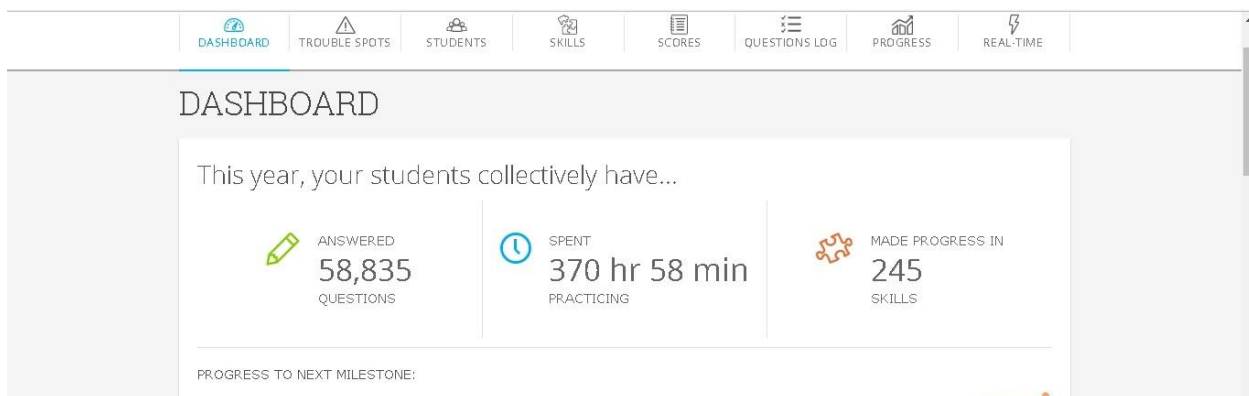 DASHBOARD TROUBLE SPOTS STUDENTS SKILLS SCORES QUESTIONS LOG PROGRESS REAL-TIME
DASHBOARD
This year, your students collectively have...
ANSWERED
58,835
QUESTIONS
SPENT
370 hr 58 min
PRACTICING
MADE PROGRESS IN
245
SKILLS
PROGRESS TO NEXT MILESTONE: